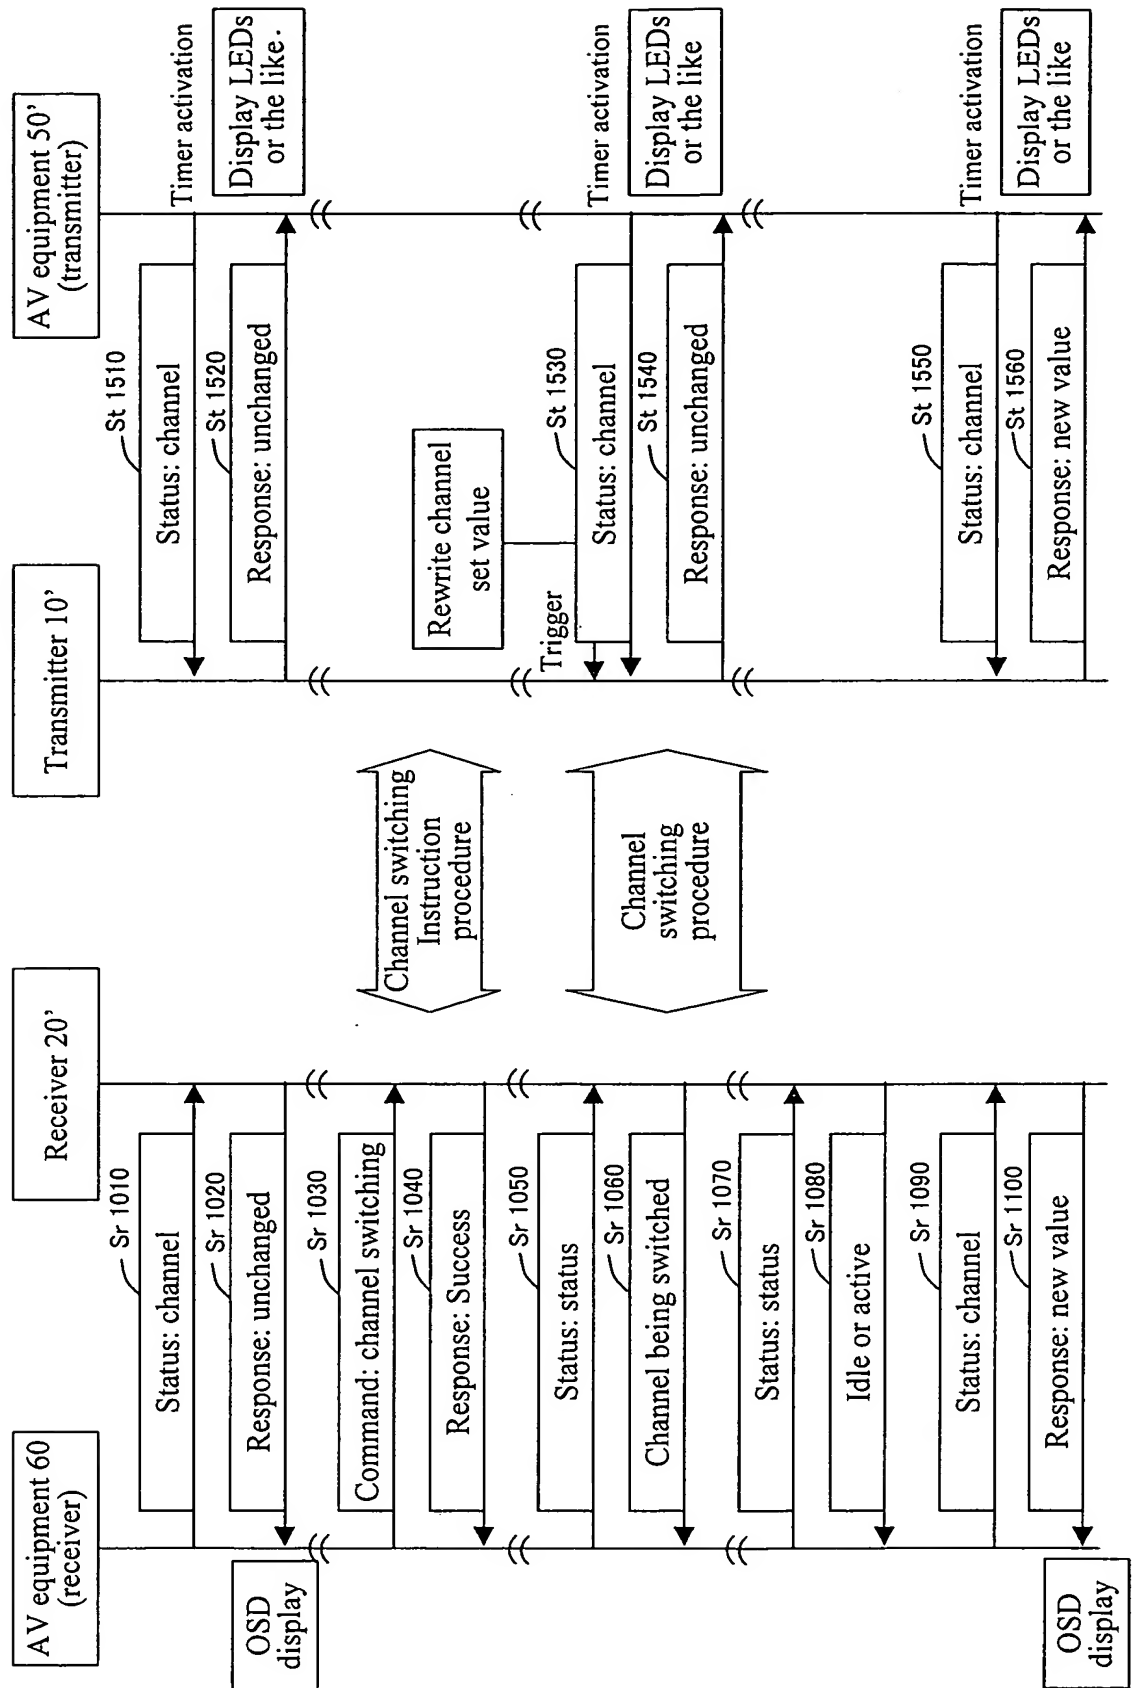 AV equipment 60
(receiver)
Receiver 20’
Transmitter 10’
AV equipment 50’
(transmitter)
Sr 1010
Status: channel
Sr 1020
Response: unchanged
OSD
display
Sr 1030
Command: channel switching
Sr 1040
Response: Success
Sr 1050
Status: status
Sr 1060
Channel being switched
Sr 1070
Status: status
Sr 1080
Idle or active
Sr 1090
Status: channel
Sr 1100
Response: new value
OSD
display
Channel switching
Instruction
procedure
Channel
switching
procedure
St 1510
Status: channel
Timer activation
St 1520
Response: unchanged
Display LEDs
or the like.
Rewrite channel
set value
Trigger
St 1530
Status: channel
Timer activation
St 1540
Response: unchanged
Display LEDs
or the like
St 1550
Status: channel
Timer activation
St 1560
Response: new value
Display LEDs
or the like